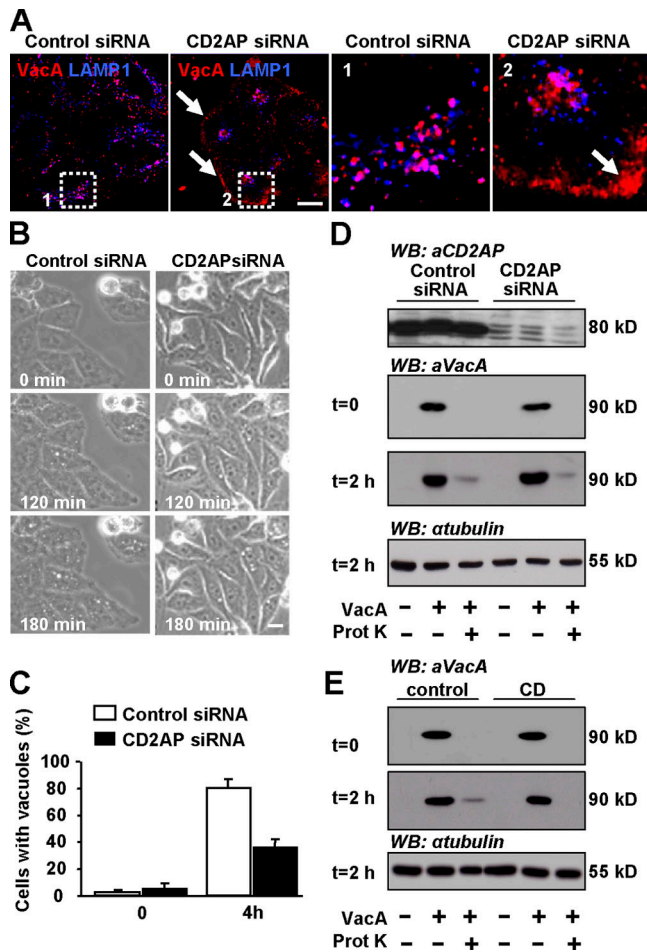 A
Control siRNA CD2AP siRNA Control siRNA CD2AP siRNA
VacA LAMP1 VacA LAMP1 1 2
1 2
B
Control siRNA CD2APsiRNA
0 min 0 min
120 min 120 min
180 min 180 min
C
Control siRNA
CD2AP siRNA
Cells with vacuoles (%)
100
80
60
40
20
0
0 4h
D
WB: aCD2AP
Control siRNA CD2AP siRNA
80 kD
WB: aVacA
t=0 90 kD
t=2 h 90 kD
WB: αtubulin
t=2 h 55 kD
VacA - + + - + +
Prot K - + - +
E
WB: aVacA
control CD
t=0 90 kD
t=2 h 90 kD
WB: αtubulin
t=2 h 55 kD
VacA - + + - + +
Prot K - + - +